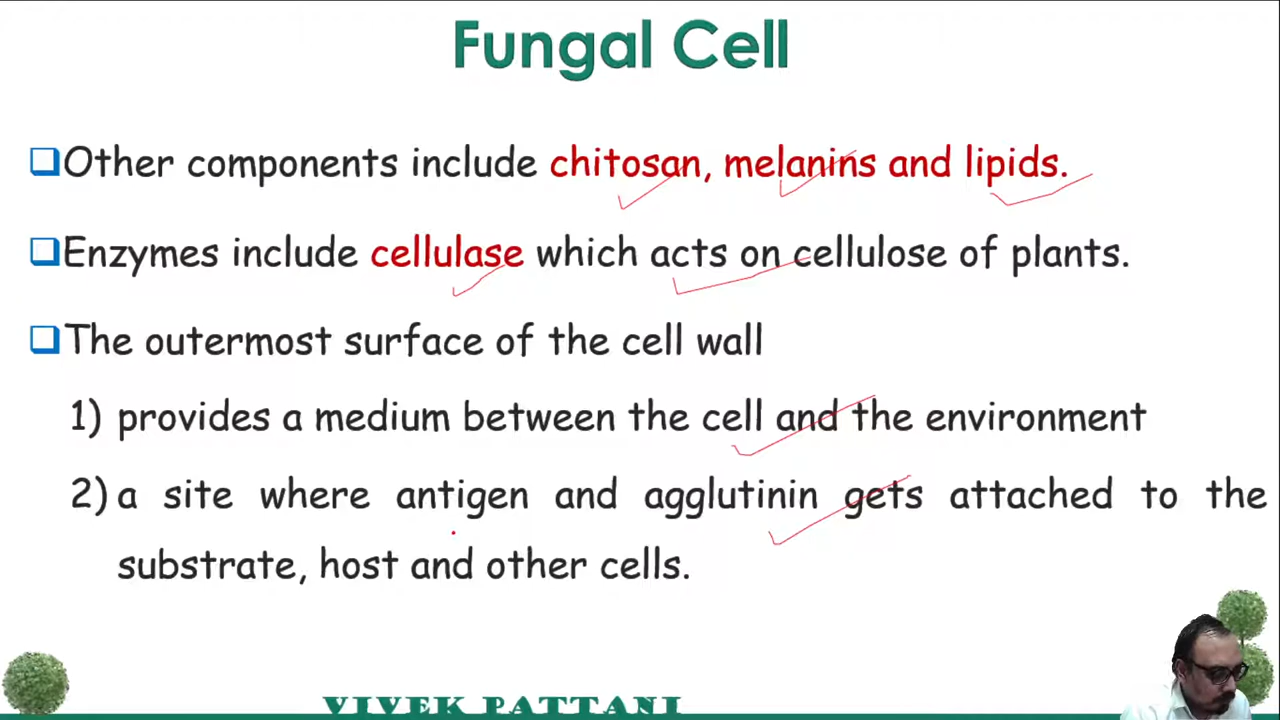 Fungal Cell
Other components include chitosan, melanins and lipids.
Enzymes include cellulase which acts on cellulose of plants.
The outermost surface of the cell wall
1) provides a medium between the cell and the environment
2) a site where antigen and agglutinin gets attached to the
substrate, host and other cells.
VIVEK PATTANI